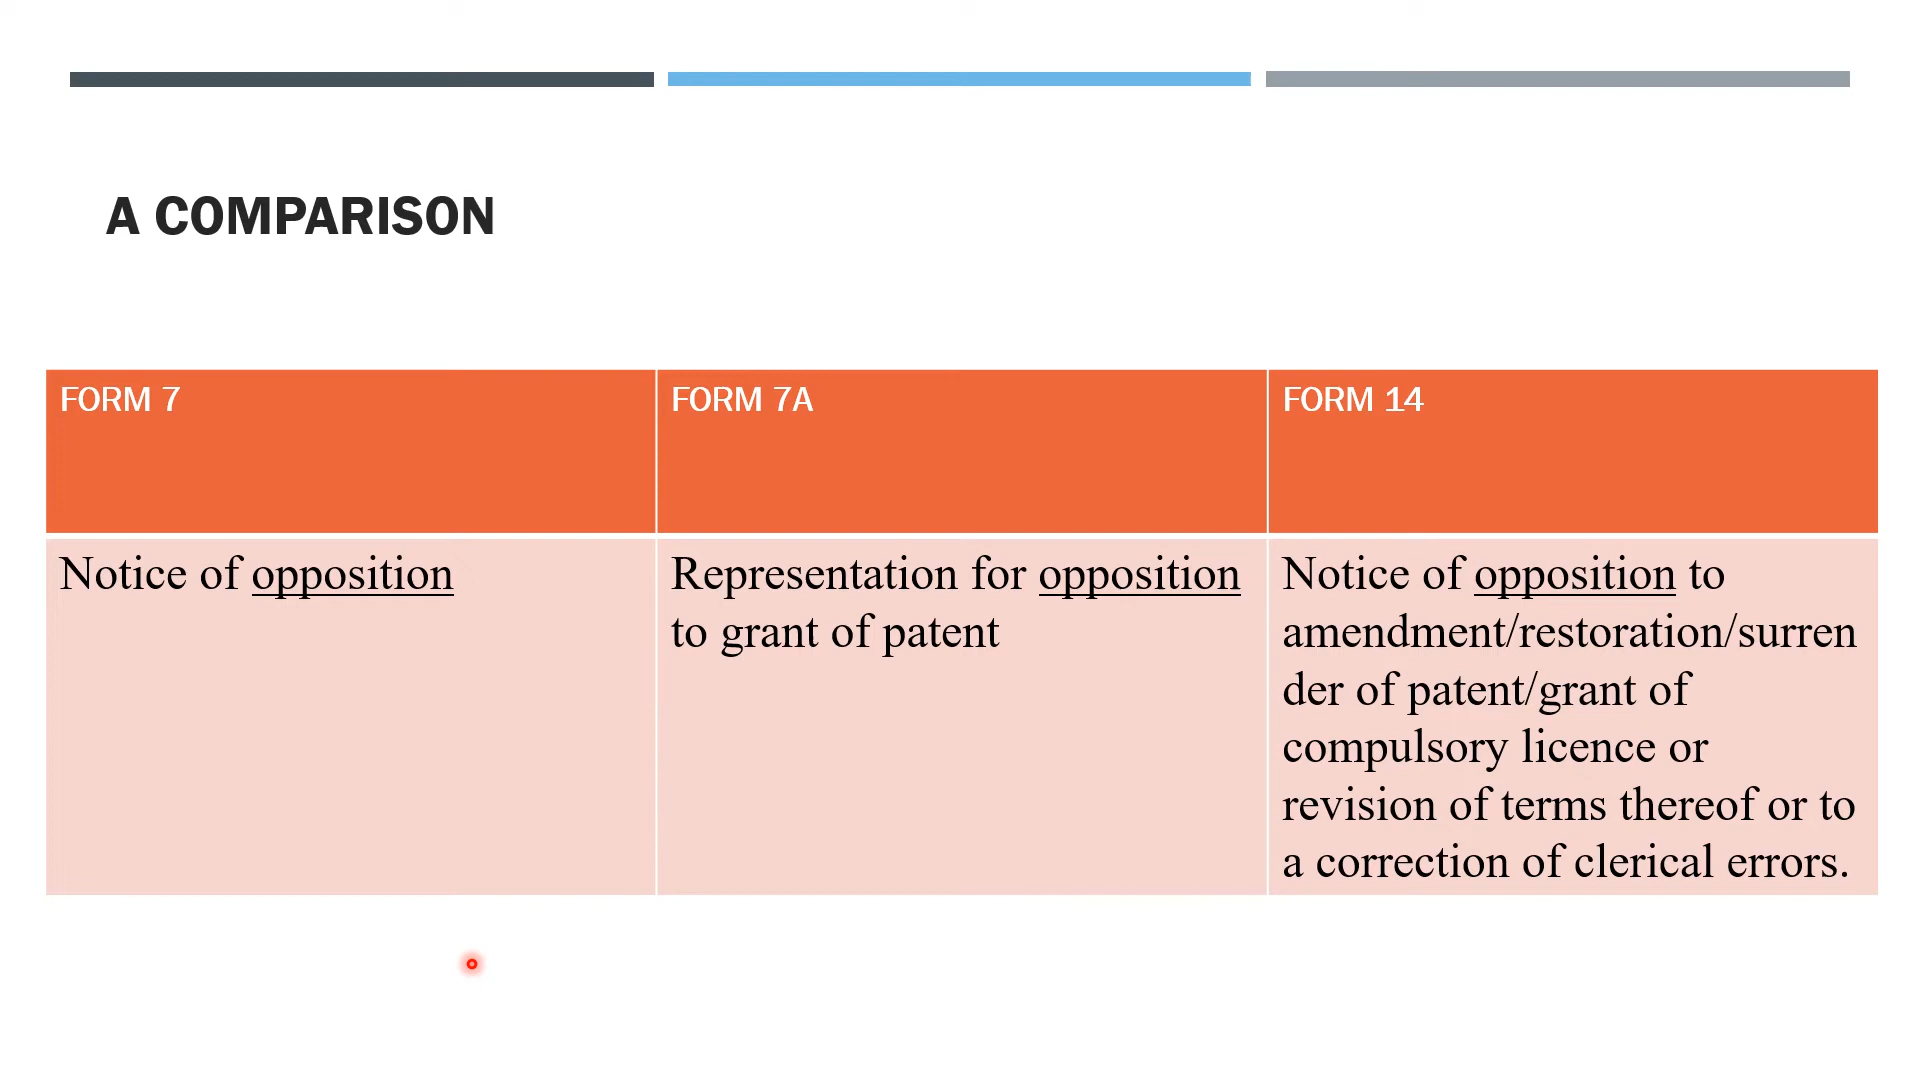 A COMPARISON
FORM 7
FORM 7A
FORM 14
Notice of opposition
Representation for opposition
to grant of patent
Notice of opposition to
amendment/restoration/surren
der of patent/grant of
compulsory licence or
revision of terms thereof or to
a correction of clerical errors.